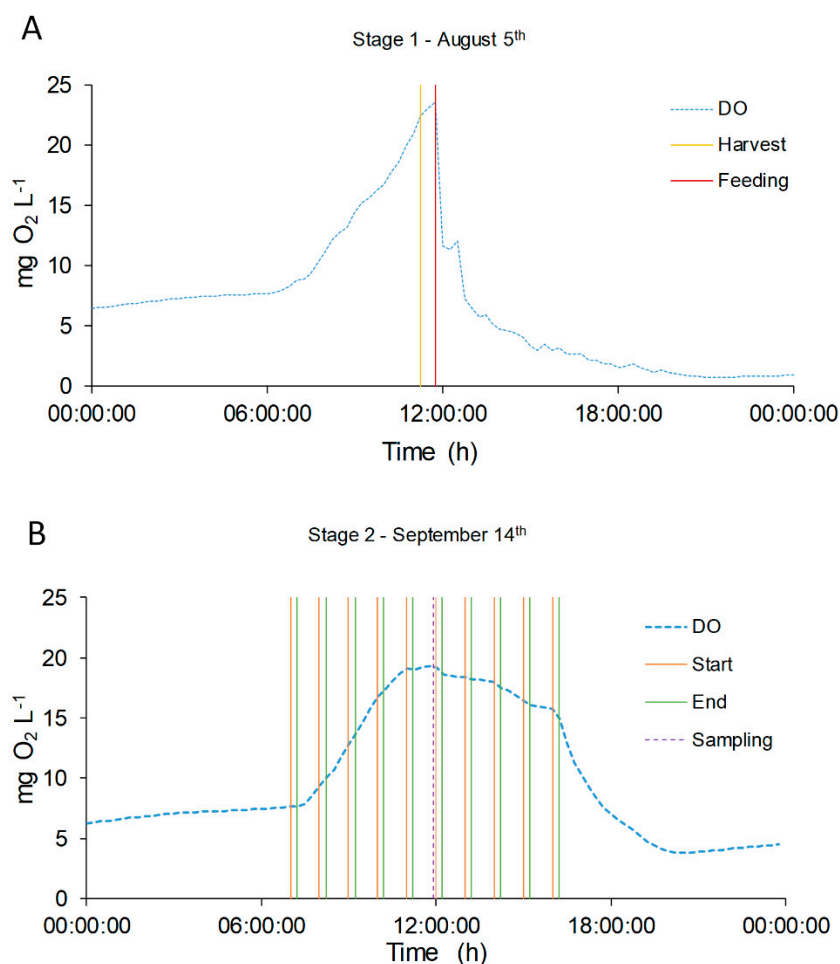 A
Stage 1 - August 5th
25
20
15
10
5
0
mg O2 L-1
00:00:00 06:00:00 12:00:00 18:00:00 00:00:00
Time (h)
DO
Harvest
Feeding
B
Stage 2 - September 14th
25
20
15
10
5
0
mg O2 L-1
00:00:00 06:00:00 12:00:00 18:00:00 00:00:00
Time (h)
DO
Start
End
Sampling